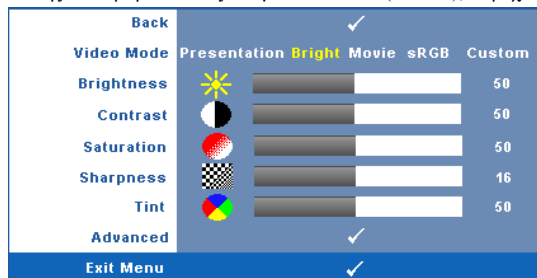 Back
Video Mode Presentation Bright Movie sRGB Custom
Brightness 50
Contrast 50
Saturation 50
Sharpness 16
Tint 50
Advanced
Exit Menu